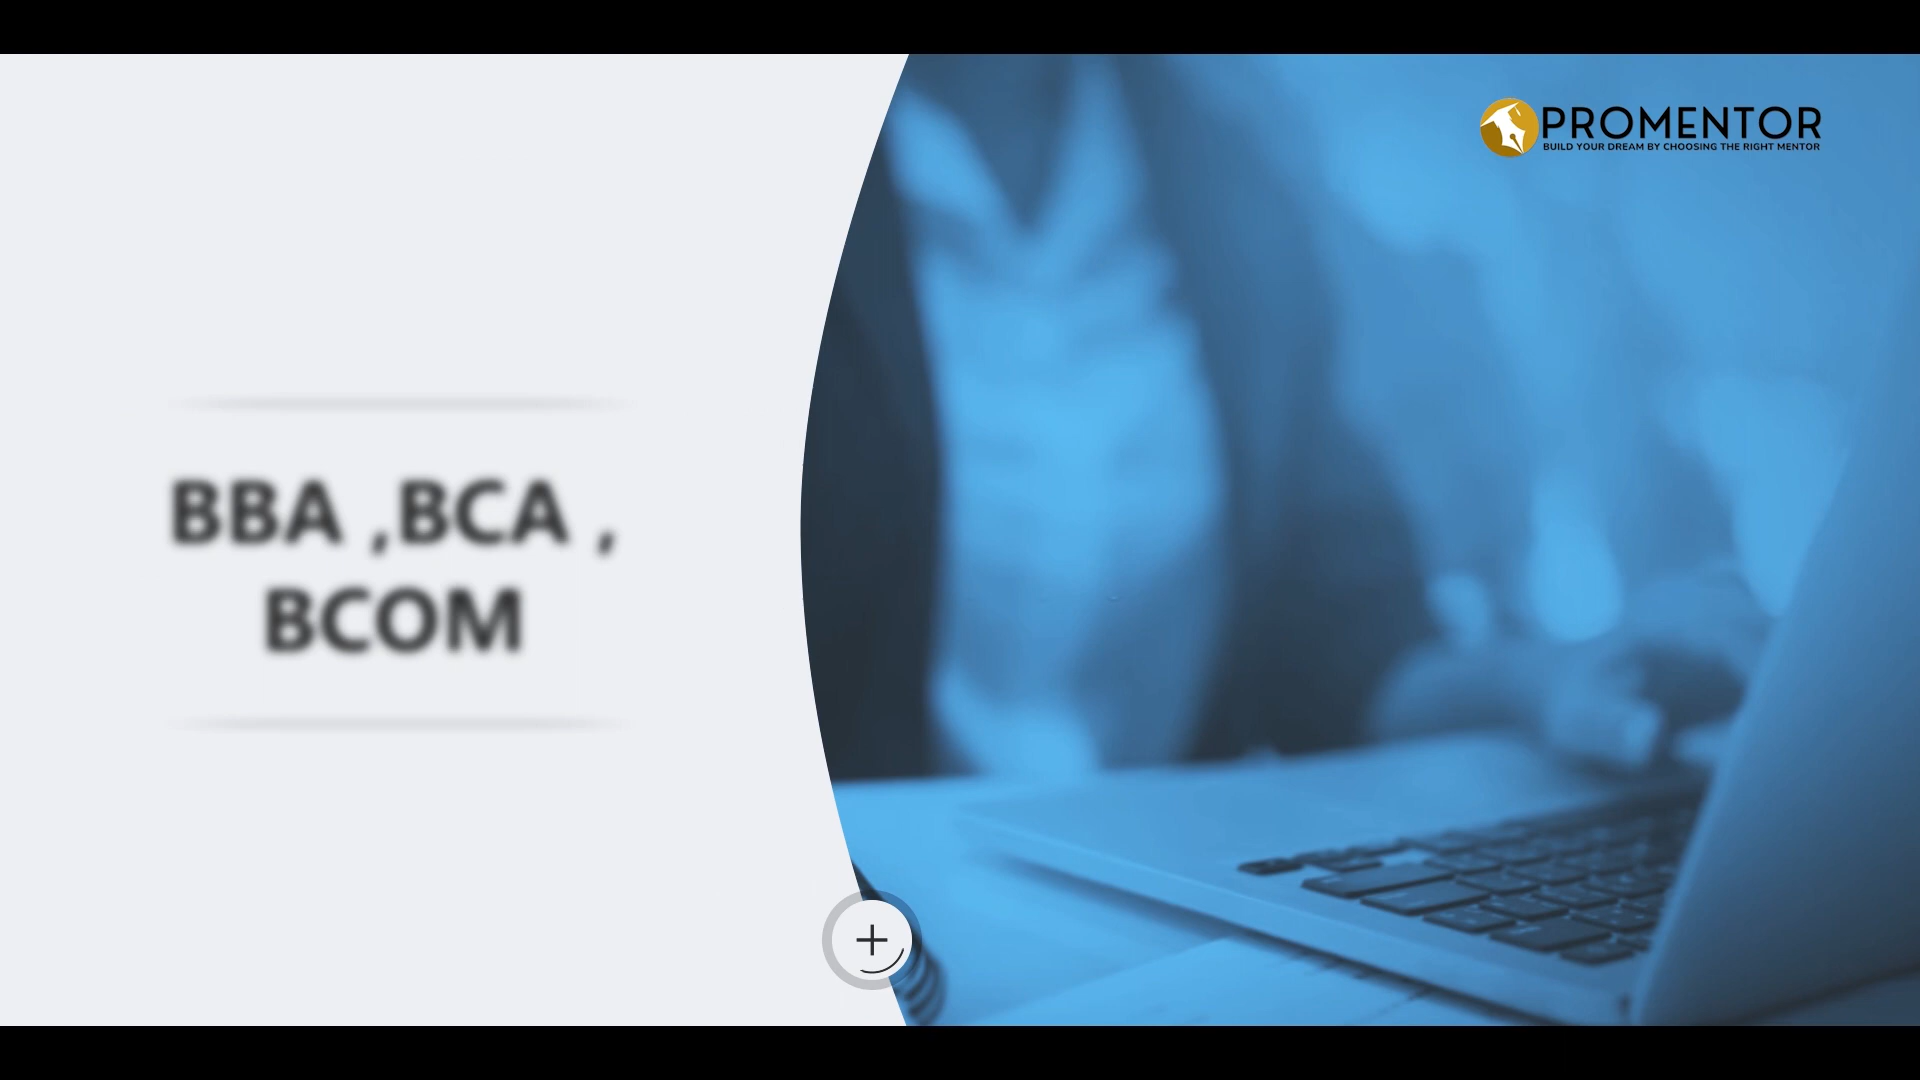 PROMENTOR
BUILD YOUR DREAM BY CHOOSING THE RIGHT MENTOR
BBA ,BCA ,
BCOM